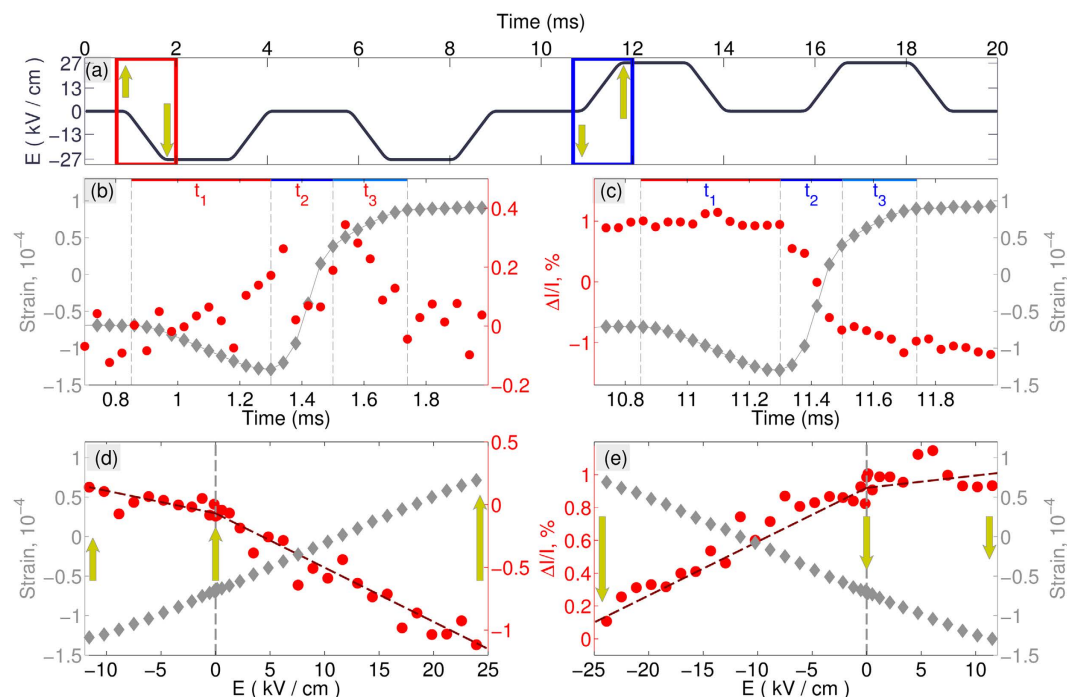 Time (ms)
0 2 4 6 8 10 12 14 16 18 20
(a)
E ( kV / cm )
27
13
0
−13
−27
(b)
t1 t2 t3
Strain, 10^-4
1
0.5
0
−0.5
−1
−1.5
0.8 1 1.2 1.4 1.6 1.8
Time (ms)
0.4
0.2
0
−0.2
ΔI/I, %
(c)
t1 t2 t3
ΔI/I, %
1
0
−1
10.8 11 11.2 11.4 11.6 11.8
Time (ms)
1
0.5
0
−0.5
−1
−1.5
Strain, 10^-4
(d)
Strain, 10^-4
1
0.5
0
−0.5
−1
−1.5
−10 −5 0 5 10 15 20 25
E ( kV / cm )
0.5
0
−0.5
−1
(e)
ΔI/I, %
1
0.8
0.6
0.4
0.2
0
−25 −20 −15 −10 −5 0 5 10
E ( kV / cm )
1
0.5
0
−0.5
−1
−1.5
Strain, 10^-4